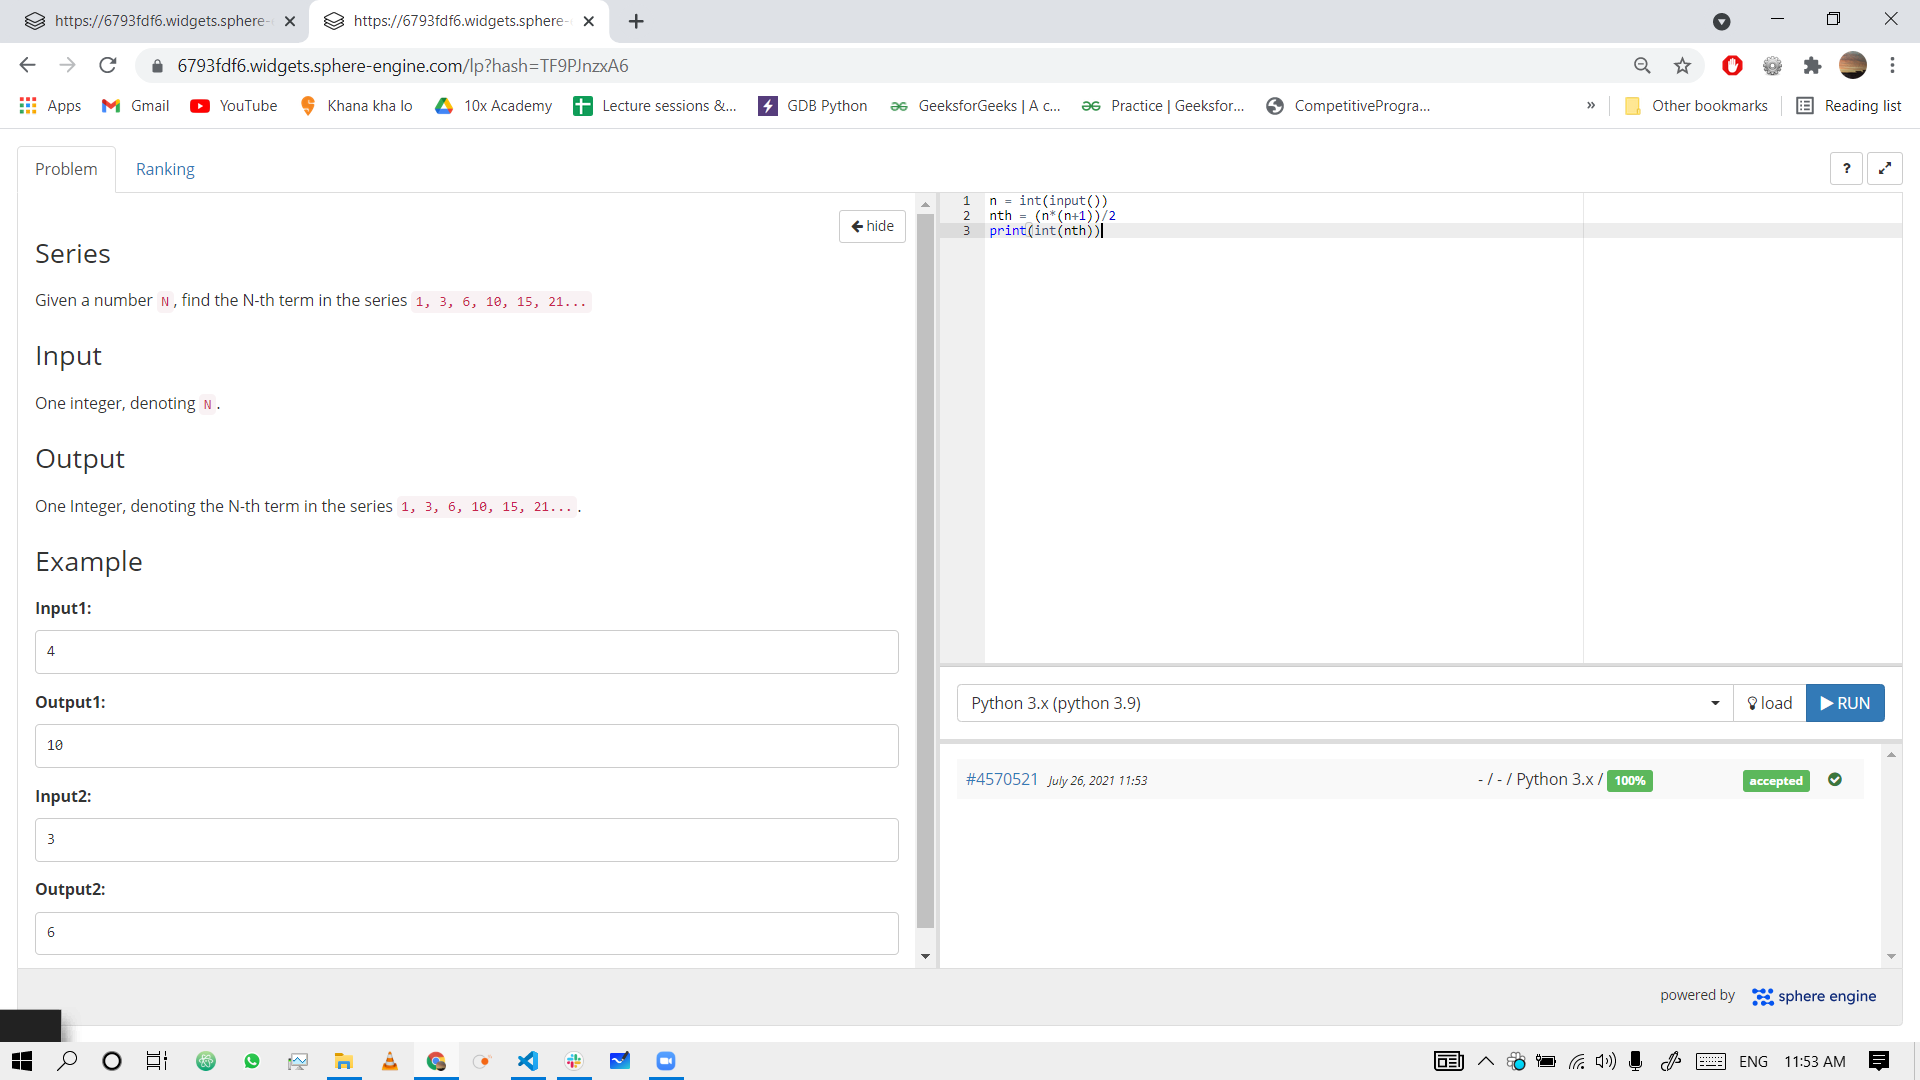 https://6793fdf6.widgets.sphere-
https://6793fdf6.widgets.sphere-
6793fdf6.widgets.sphere-engine.com/lp?hash=TF9PJnzxA6
Apps Gmail YouTube Khana kha lo 10x Academy Lecture sessions &... GDB Python GeeksforGeeks | A c... Practice | Geeksfor... CompetitiveProgra... » Other bookmarks Reading list
Problem Ranking ?
hide
Series
Given a number N, find the N-th term in the series 1, 3, 6, 10, 15, 21...
Input
One integer, denoting N.
Output
One Integer, denoting the N-th term in the series 1, 3, 6, 10, 15, 21....
Example
Input1:
4
Output1:
10
Input2:
3
Output2:
6
1 n = int(input())
2 nth = (n*(n+1))/2
3 print(int(nth))
Python 3.x (python 3.9) load RUN
#4570521 July 26, 2021 11:53 - / - / Python 3.x / 100% accepted
powered by sphere engine
ENG 11:53 AM